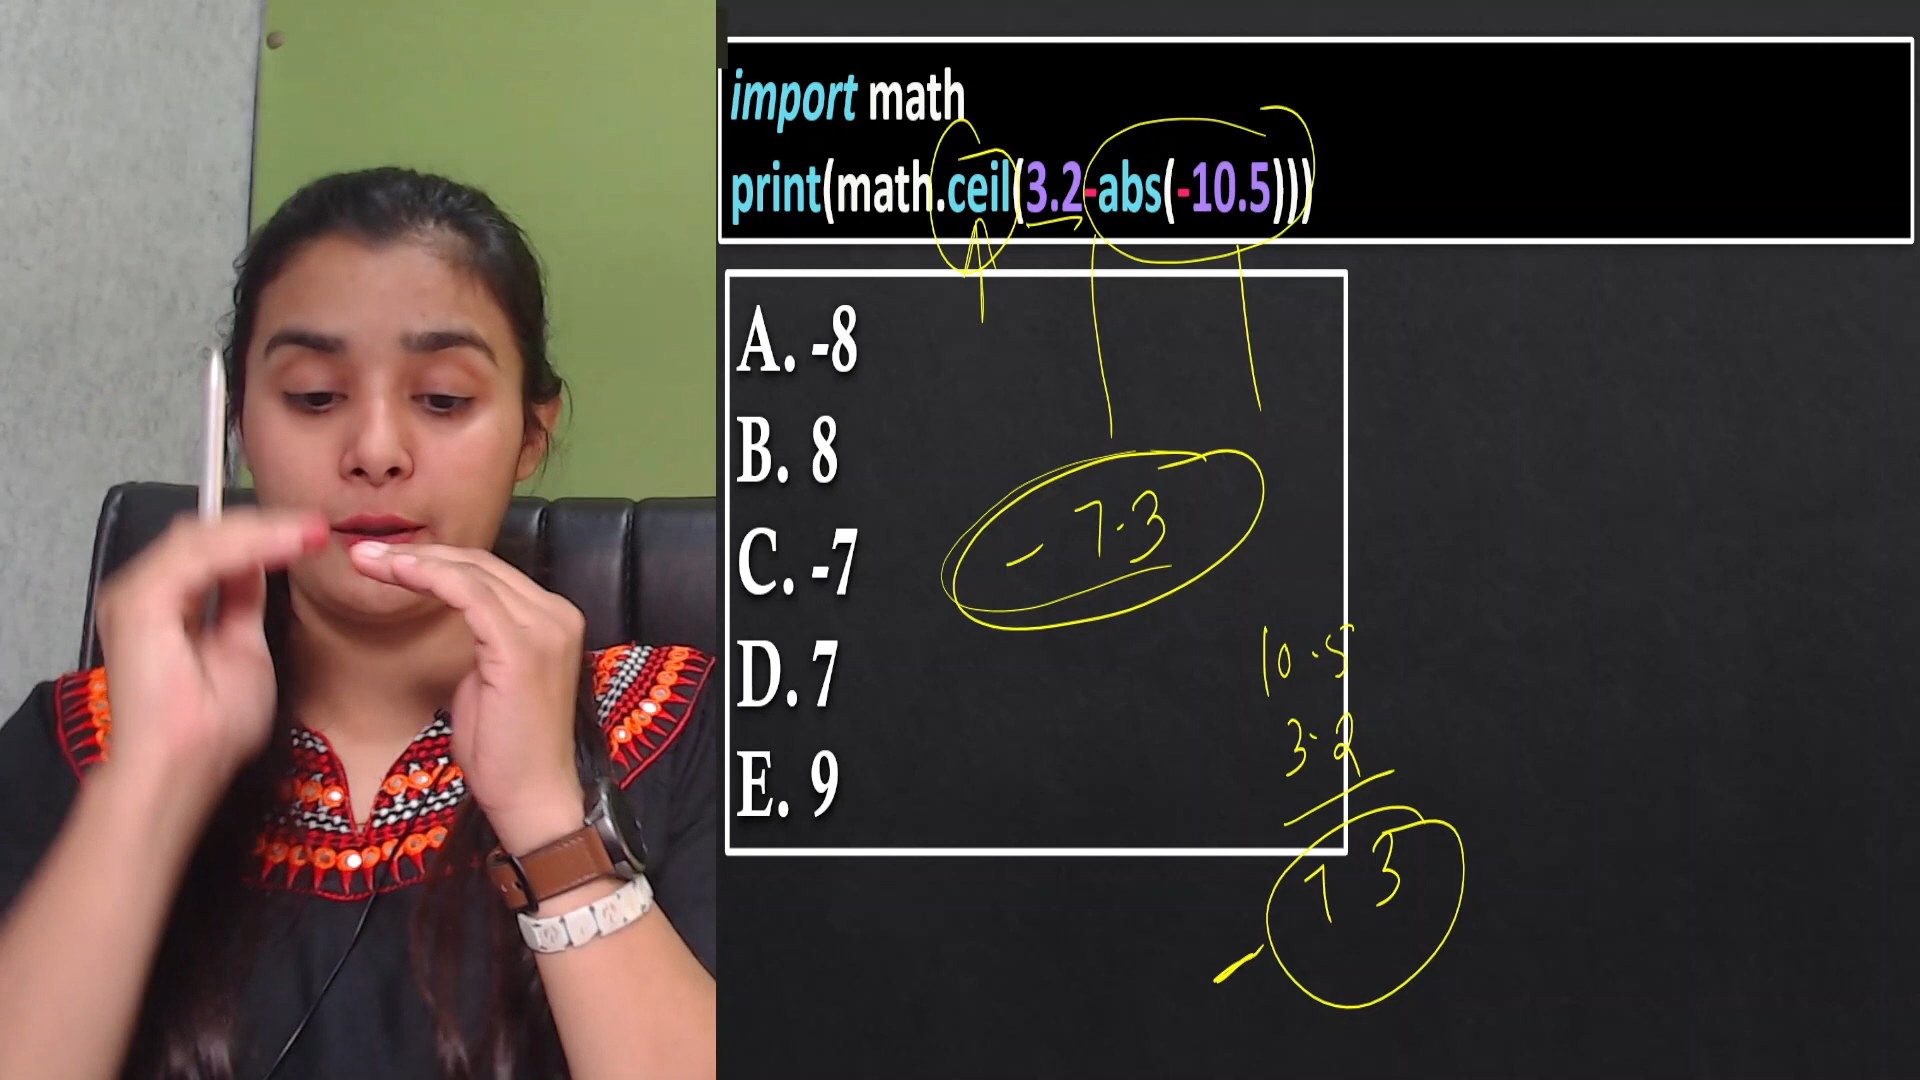 import math
print(math.ceil(3.2-abs(-10.5)))
A. -8
B. 8
C. -7
D. 7
E. 9
- 7.3
10.5
3.2
- 7 3